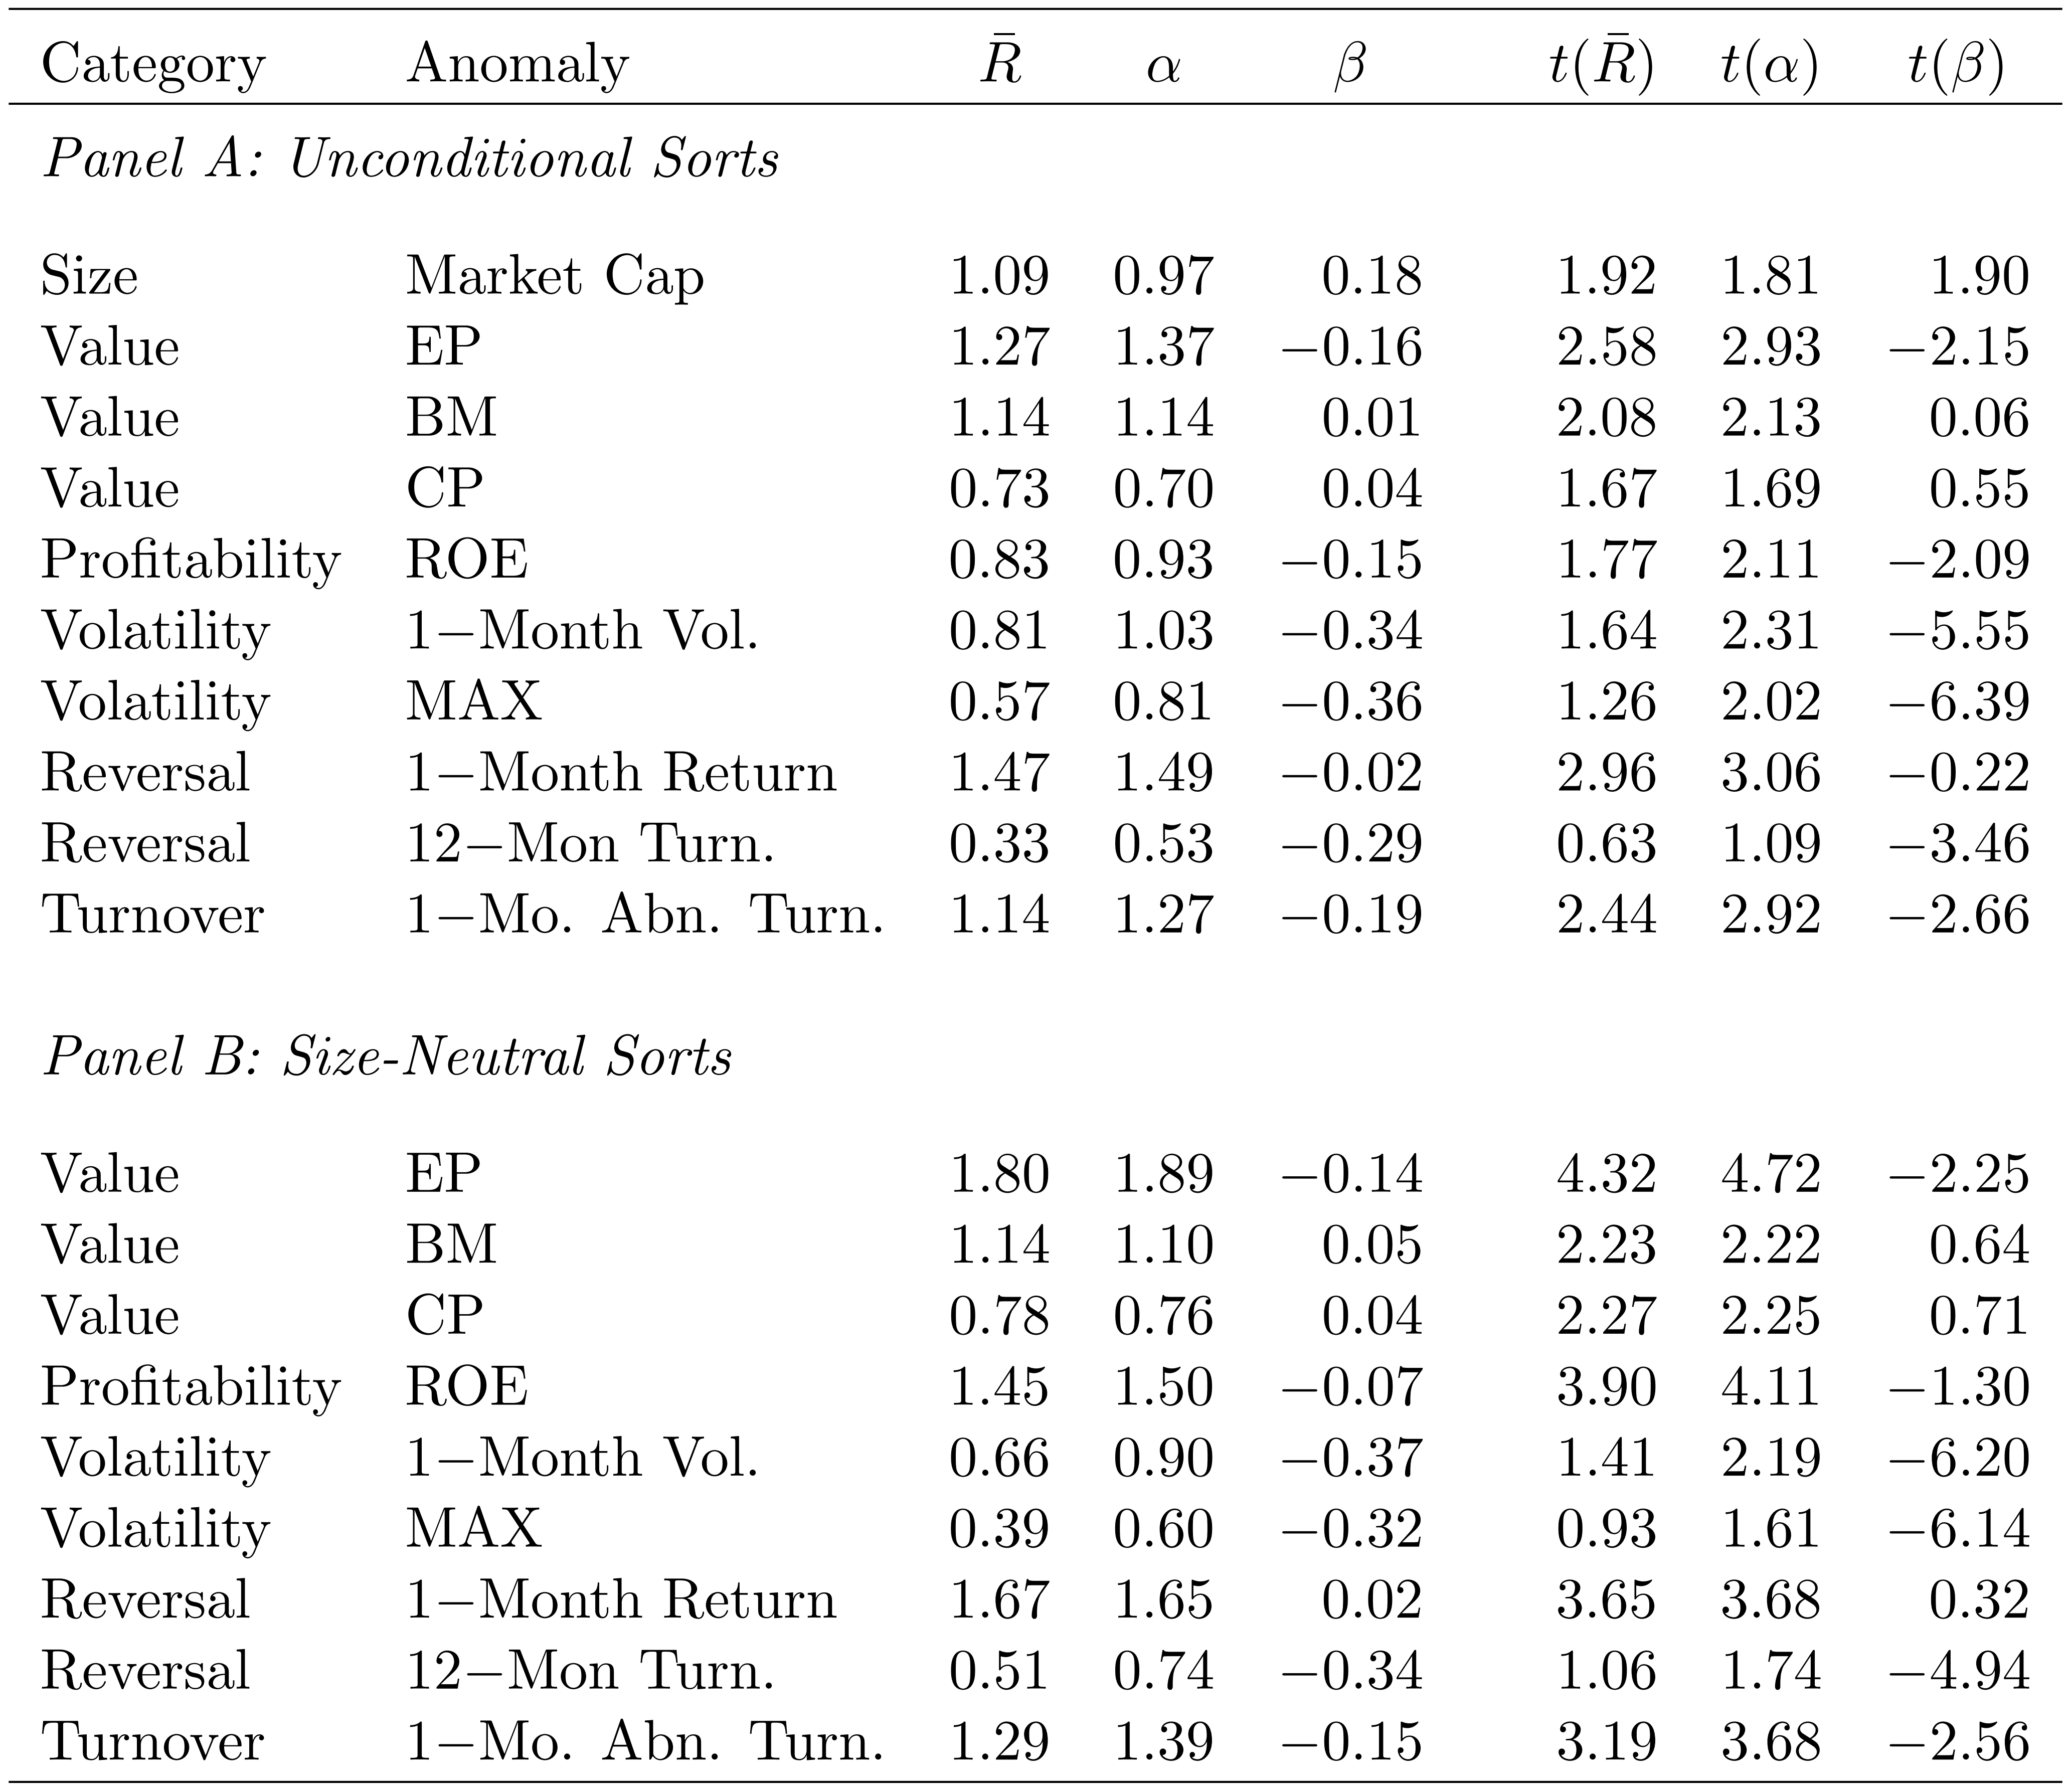 Category Anomaly R̄ α β t(R̄) t(α) t(β)
Panel A: Unconditional Sorts
Size Market Cap 1.09 0.97 0.18 1.92 1.81 1.90
Value EP 1.27 1.37 −0.16 2.58 2.93 −2.15
Value BM 1.14 1.14 0.01 2.08 2.13 0.06
Value CP 0.73 0.70 0.04 1.67 1.69 0.55
Profitability ROE 0.83 0.93 −0.15 1.77 2.11 −2.09
Volatility 1−Month Vol. 0.81 1.03 −0.34 1.64 2.31 −5.55
Volatility MAX 0.57 0.81 −0.36 1.26 2.02 −6.39
Reversal 1−Month Return 1.47 1.49 −0.02 2.96 3.06 −0.22
Reversal 12−Mon Turn. 0.33 0.53 −0.29 0.63 1.09 −3.46
Turnover 1−Mo. Abn. Turn. 1.14 1.27 −0.19 2.44 2.92 −2.66
Panel B: Size-Neutral Sorts
Value EP 1.80 1.89 −0.14 4.32 4.72 −2.25
Value BM 1.14 1.10 0.05 2.23 2.22 0.64
Value CP 0.78 0.76 0.04 2.27 2.25 0.71
Profitability ROE 1.45 1.50 −0.07 3.90 4.11 −1.30
Volatility 1−Month Vol. 0.66 0.90 −0.37 1.41 2.19 −6.20
Volatility MAX 0.39 0.60 −0.32 0.93 1.61 −6.14
Reversal 1−Month Return 1.67 1.65 0.02 3.65 3.68 0.32
Reversal 12−Mon Turn. 0.51 0.74 −0.34 1.06 1.74 −4.94
Turnover 1−Mo. Abn. Turn. 1.29 1.39 −0.15 3.19 3.68 −2.56